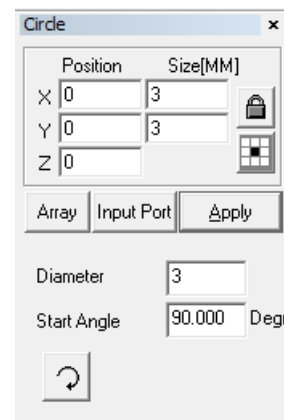 Circle ×
Position Size[MM]
X 0 3
Y 0 3
Z 0
Array Input Port Apply
Diameter 3
Start Angle 90.000 Degr